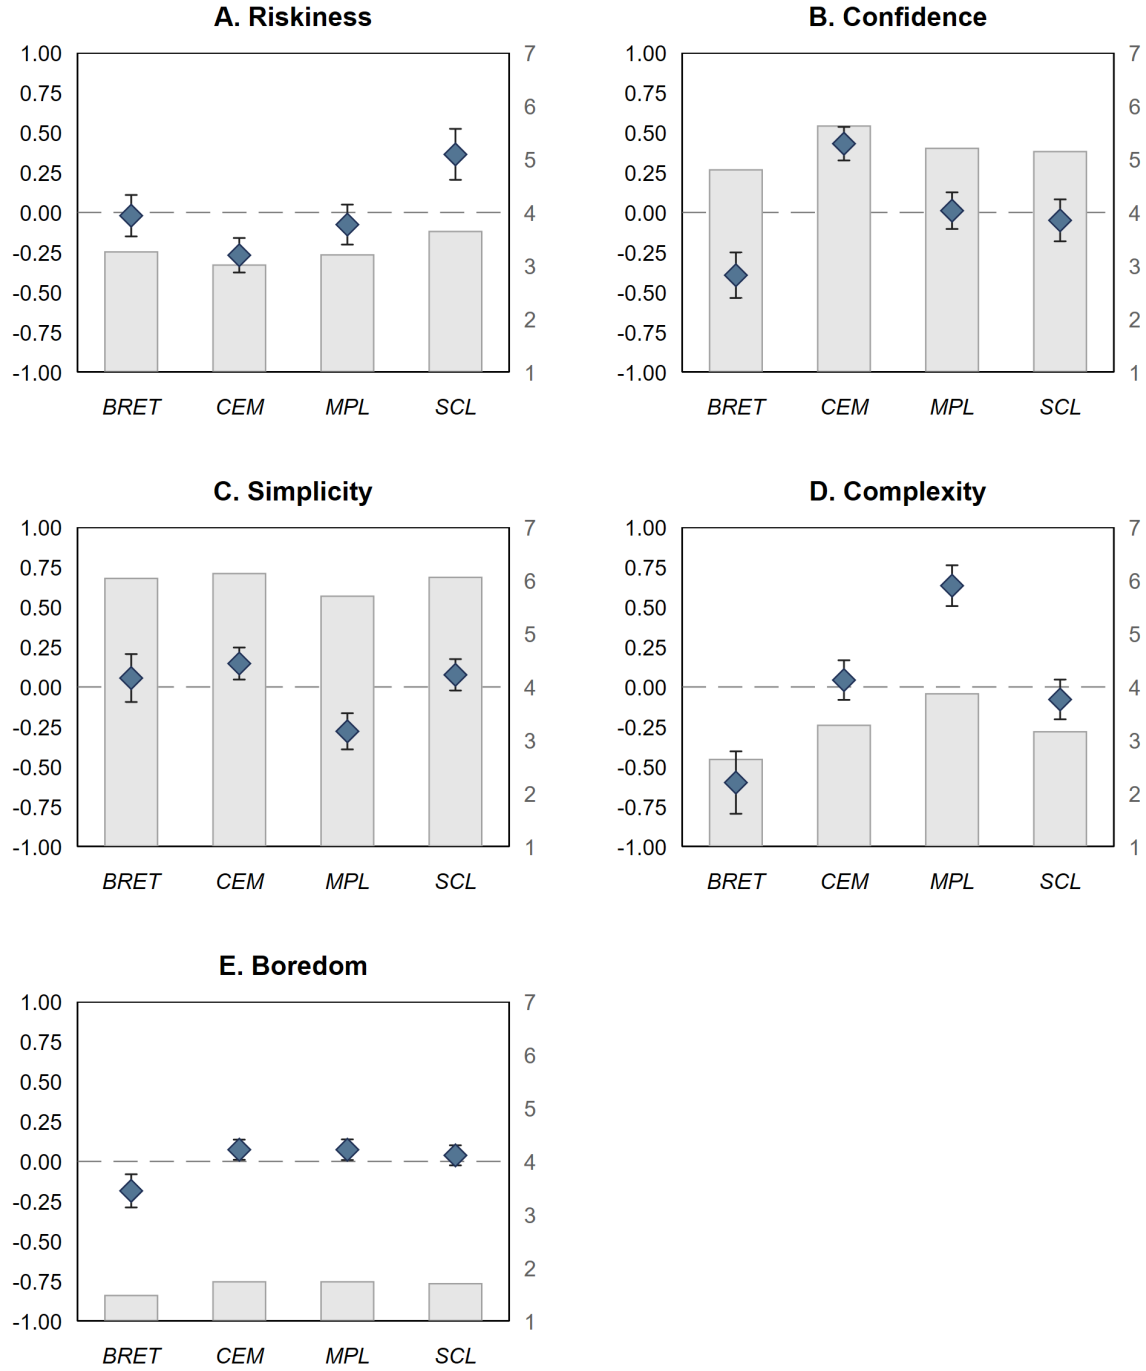 A. Riskiness
B. Confidence
1.00 7 1.00 7
0.75 6 0.75 6
0.50 5 0.50 5
0.25 0.25
0.00 4 0.00 4
-0.25 3 -0.25 3
-0.50 2 -0.50 2
-0.75 -0.75
-1.00 1 -1.00 1
BRET CEM MPL SCL BRET CEM MPL SCL
C. Simplicity
D. Complexity
1.00 7 1.00 7
0.75 6 0.75 6
0.50 5 0.50 5
0.25 0.25
0.00 4 0.00 4
-0.25 3 -0.25 3
-0.50 2 -0.50 2
-0.75 -0.75
-1.00 1 -1.00 1
BRET CEM MPL SCL BRET CEM MPL SCL
E. Boredom
1.00 7
0.75 6
0.50 5
0.25
0.00 4
-0.25 3
-0.50 2
-0.75
-1.00 1
BRET CEM MPL SCL